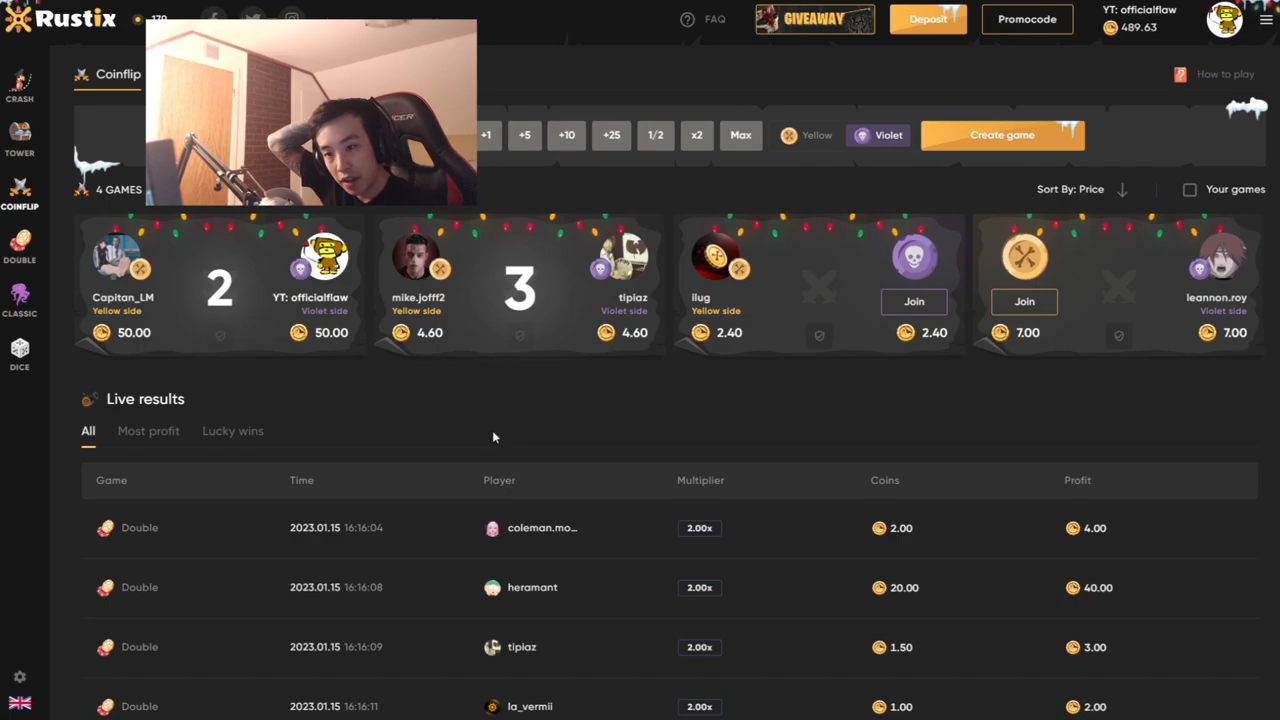 Rustix
179
FAQ
GIVEAWAY
Deposit
Promocode
YT: officialflaw
489.63
CRASH
TOWER
COINFLIP
DOUBLE
CLASSIC
DICE
Coinflip
How to play
+1
+5
+10
+25
1/2
x2
Max
Yellow
Violet
Create game
4 GAMES
Sort By: Price
Your games
Capitan_LM
Yellow side
50.00
2
YT: officialflaw
Violet side
50.00
mike.jofff2
Yellow side
4.60
3
tipiaz
Violet side
4.60
ilug
Yellow side
2.40
Join
2.40
Join
7.00
leannon.roy
Violet side
7.00
Live results
All
Most profit
Lucky wins
Game Time Player Multiplier Coins Profit
Double 2023.01.15 16:16:04 coleman.mo... 2.00x 2.00 4.00
Double 2023.01.15 16:16:08 heramant 2.00x 20.00 40.00
Double 2023.01.15 16:16:09 tipiaz 2.00x 1.50 3.00
Double 2023.01.15 16:16:11 la_vermii 2.00x 1.00 2.00